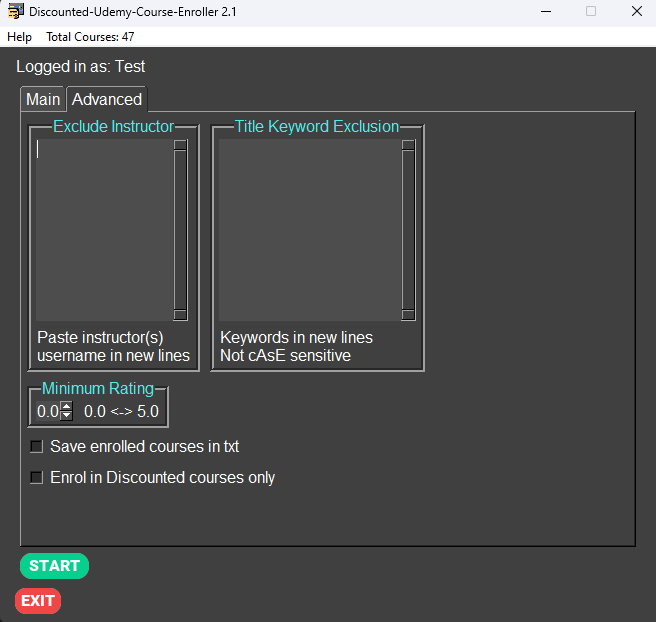 Discounted-Udemy-Course-Enroller 2.1
Help Total Courses: 47
Logged in as: Test
Main Advanced
Exclude Instructor
Paste instructor(s)
username in new lines
Title Keyword Exclusion
Keywords in new lines
Not cAsE sensitive
Minimum Rating
0.0 0.0 <-> 5.0
Save enrolled courses in txt
Enrol in Discounted courses only
START
EXIT